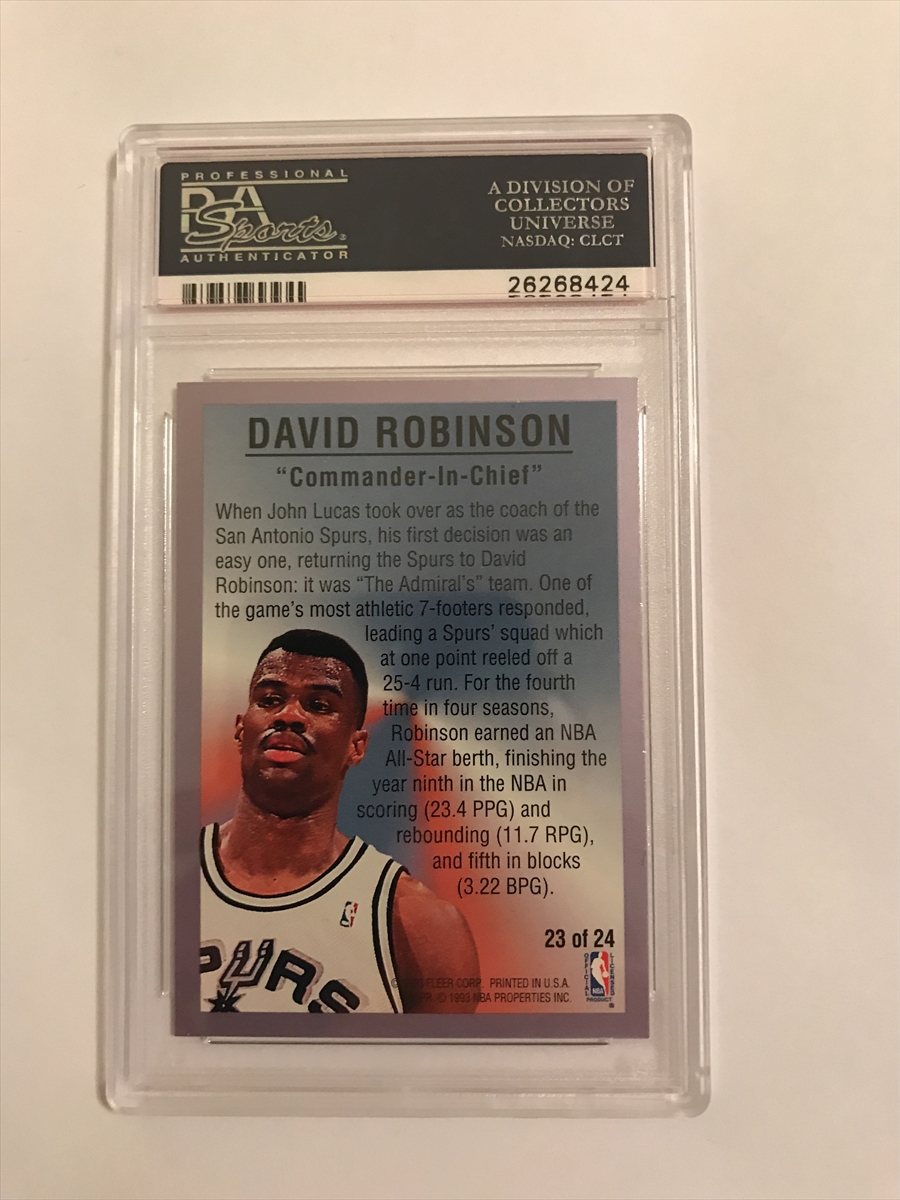 PROFESSIONAL
PSA
Sports
AUTHENTICATOR
A DIVISION OF
COLLECTORS
UNIVERSE
NASDAQ: CLCT
26268424
DAVID ROBINSON
“Commander-In-Chief”
When John Lucas took over as the coach of the
San Antonio Spurs, his first decision was an
easy one, returning the Spurs to David
Robinson: it was “The Admiral’s” team. One of
the game’s most athletic 7-footers responded,
leading a Spurs’ squad which
at one point reeled off a
25-4 run. For the fourth
time in four seasons,
Robinson earned an NBA
All-Star berth, finishing the
year ninth in the NBA in
scoring (23.4 PPG) and
rebounding (11.7 RPG),
and fifth in blocks
(3.22 BPG).
23 of 24
SPURS
OFFICIAL
LICENSED
NBA
PRODUCT
FLEER CORP. PRINTED IN U.S.A.
© 1993 NBA PROPERTIES INC.